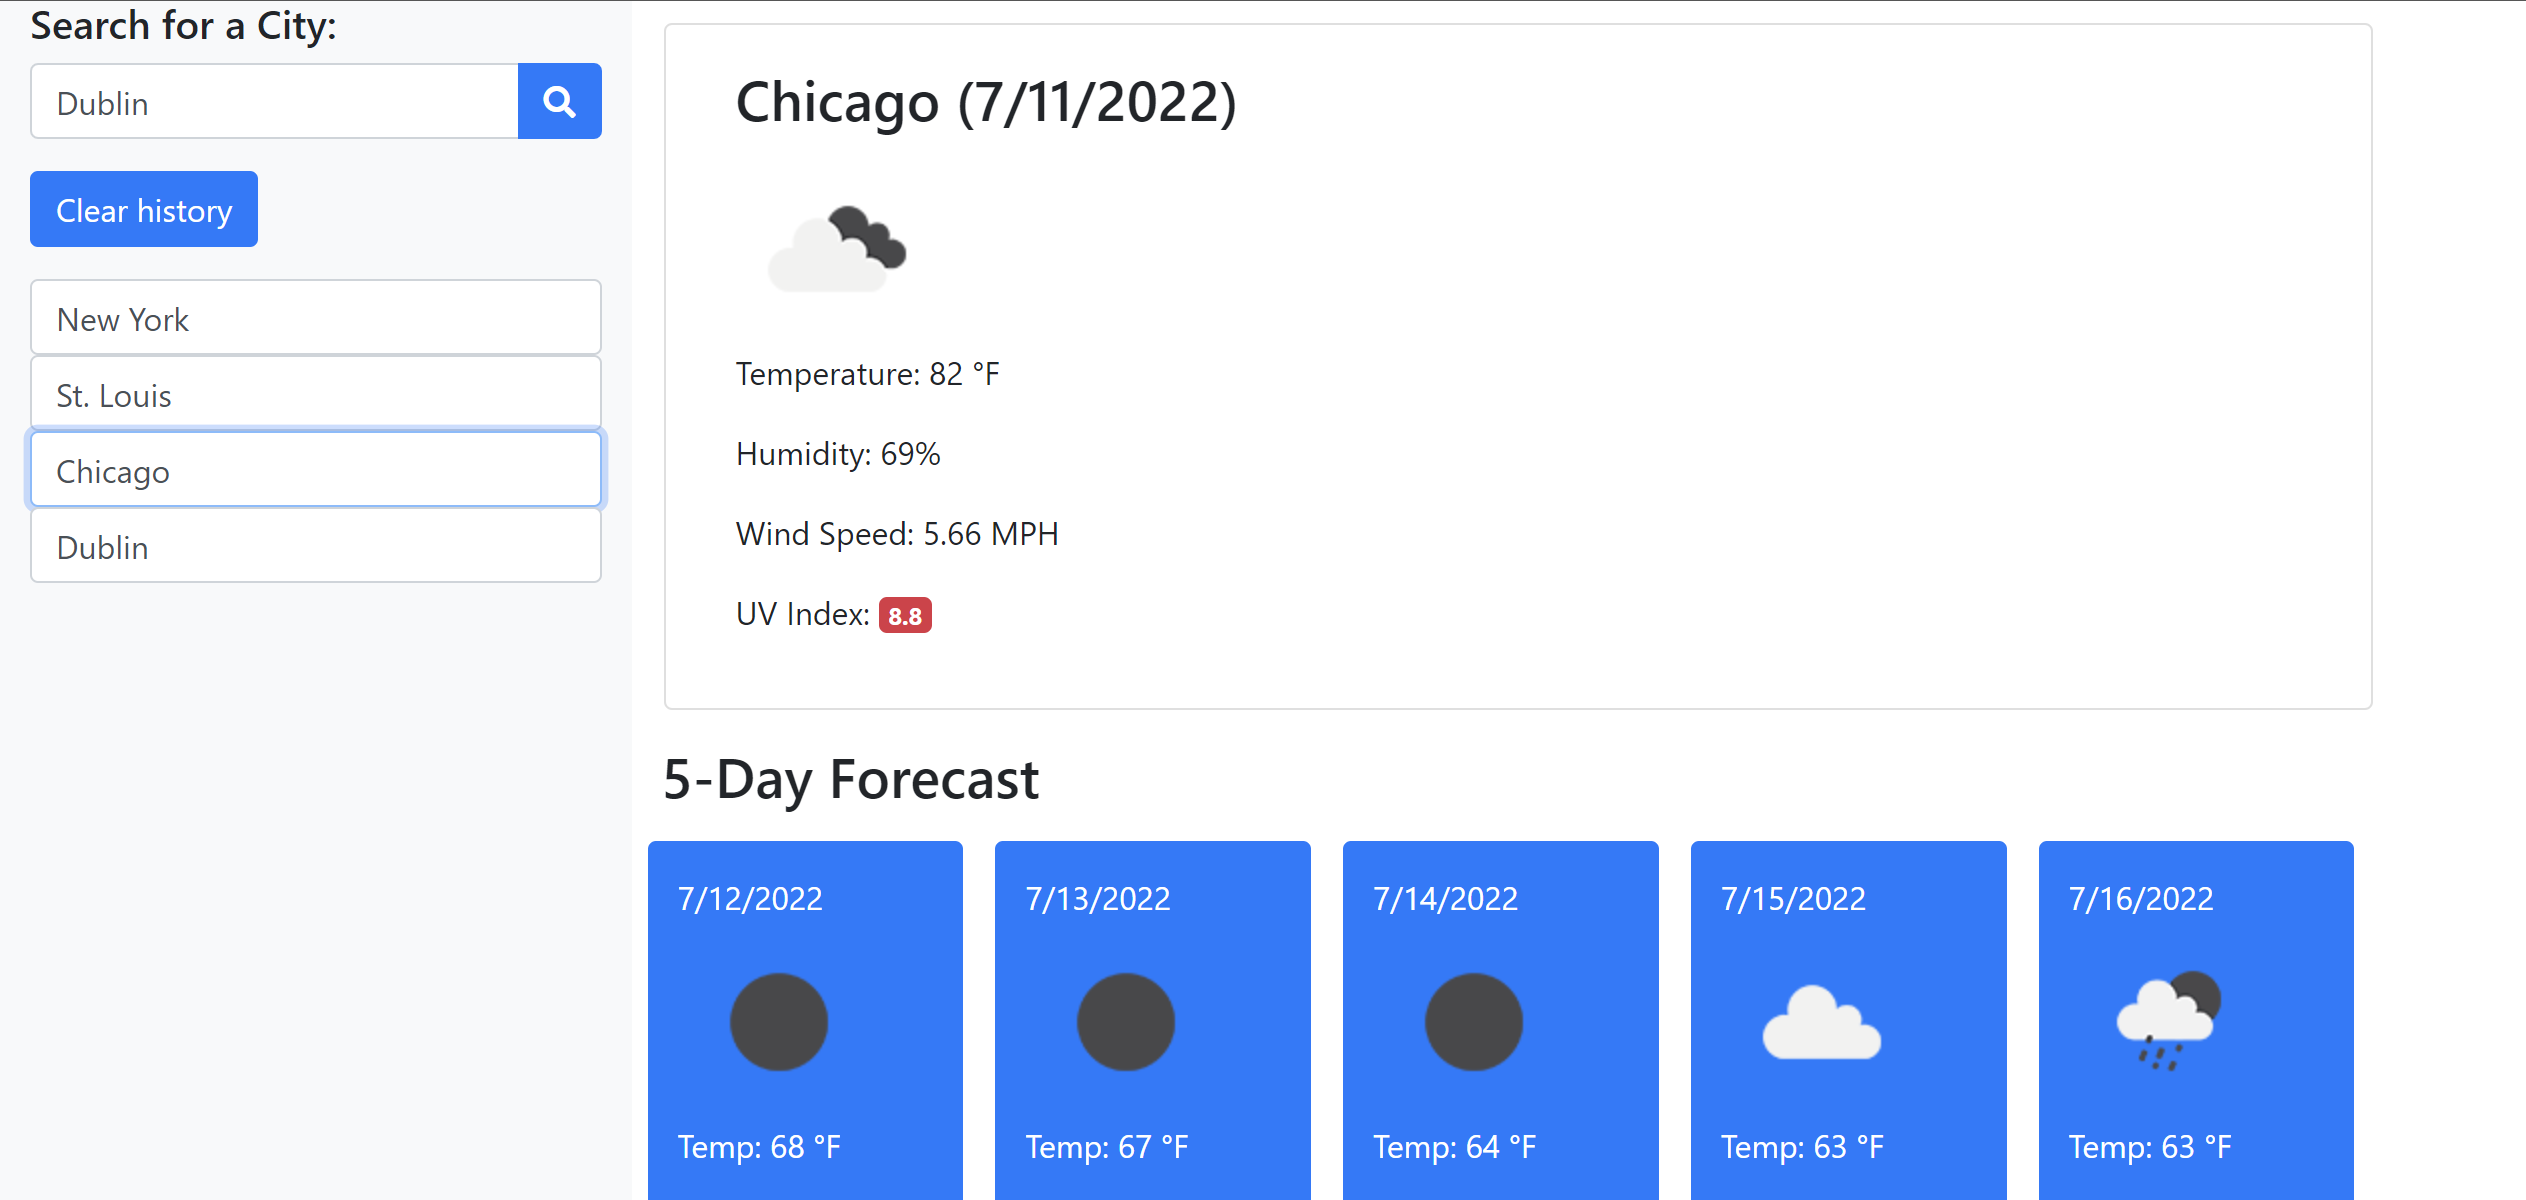 Search for a City:
Dublin
Clear history
New York
St. Louis
Chicago
Dublin
Chicago (7/11/2022)
Temperature: 82 °F
Humidity: 69%
Wind Speed: 5.66 MPH
UV Index: 8.8
5-Day Forecast
7/12/2022
Temp: 68 °F
7/13/2022
Temp: 67 °F
7/14/2022
Temp: 64 °F
7/15/2022
Temp: 63 °F
7/16/2022
Temp: 63 °F